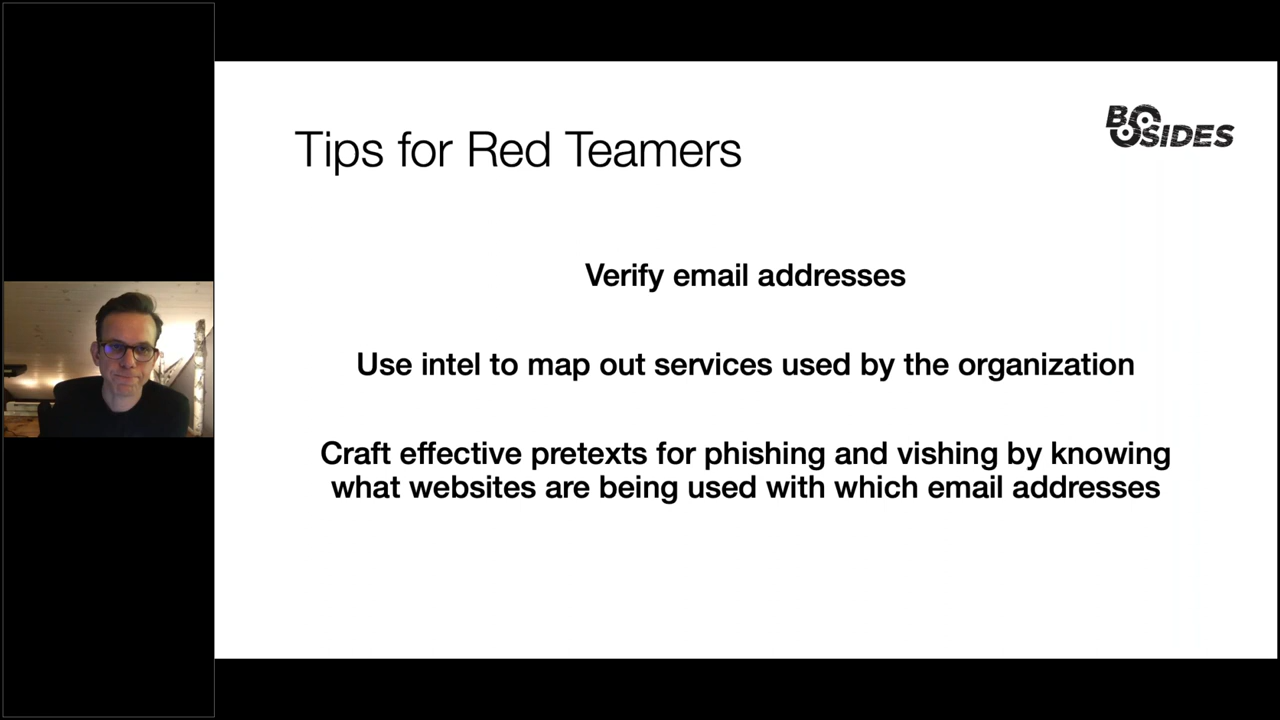 Tips for Red Teamers
BSIDES
Verify email addresses
Use intel to map out services used by the organization
Craft effective pretexts for phishing and vishing by knowing
what websites are being used with which email addresses